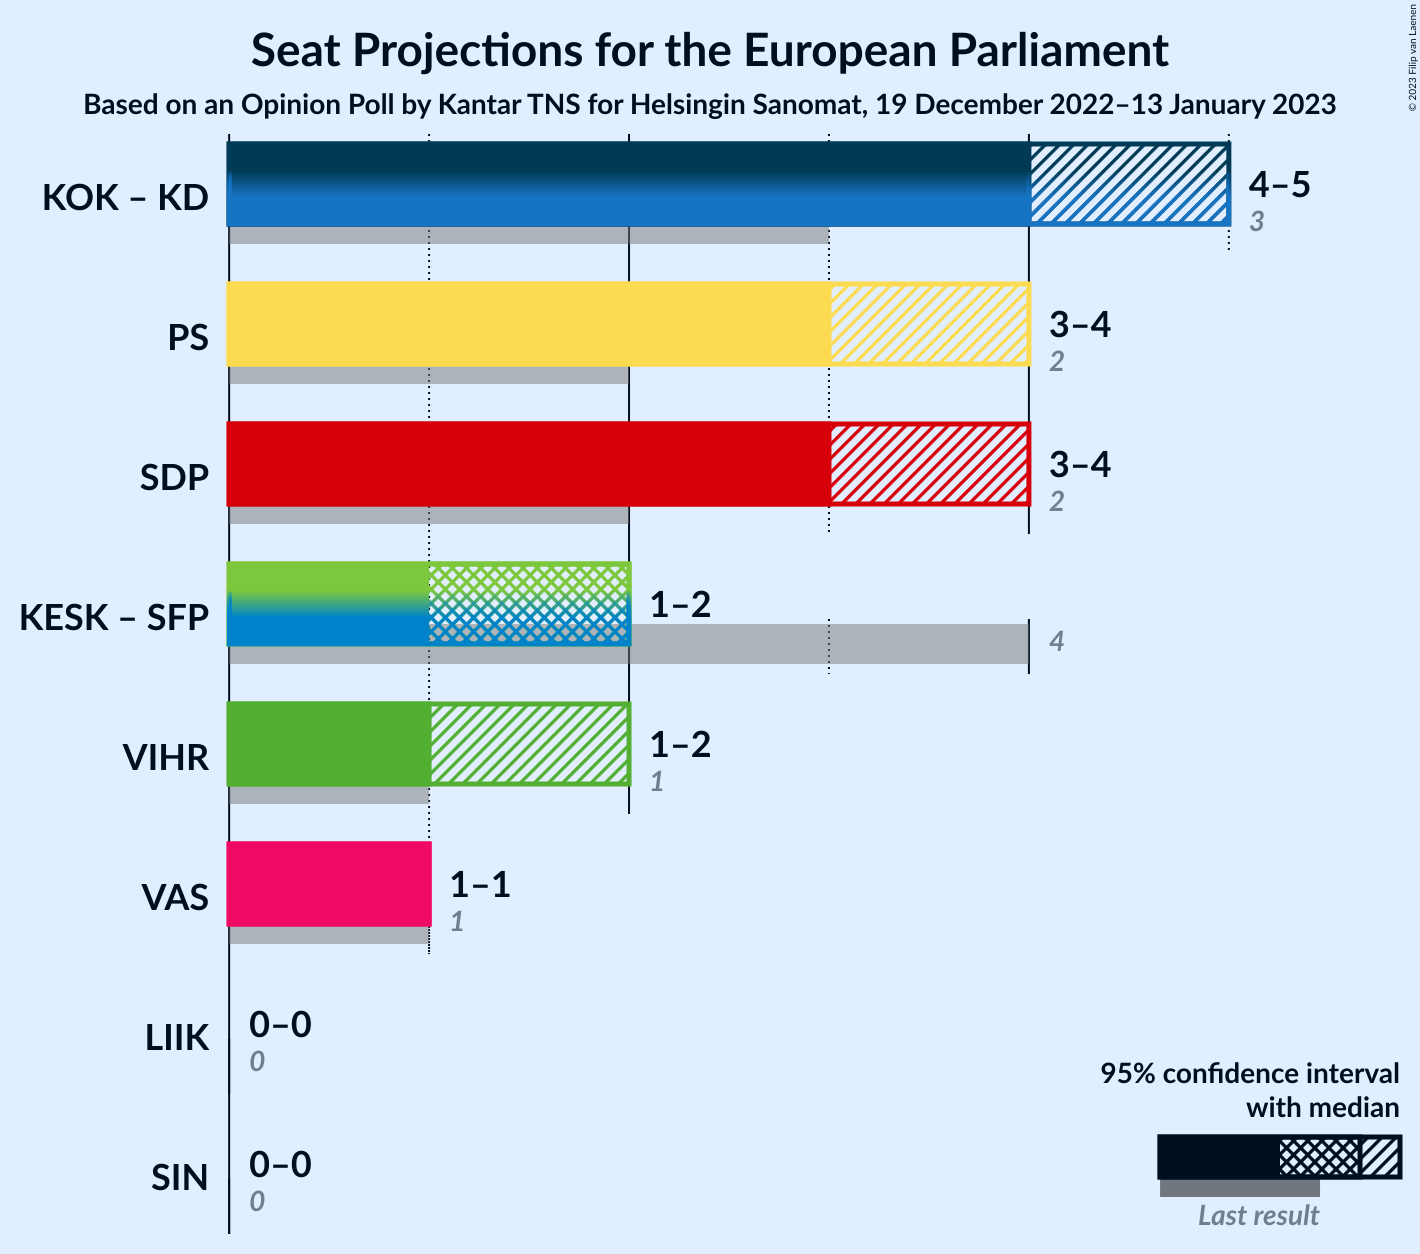 Seat Projections for the European Parliament
Based on an Opinion Poll by Kantar TNS for Helsingin Sanomat, 19 December 2022–13 January 2023
© 2023 Filip van Laenen
KOK – KD
4–5
3
PS
3–4
2
SDP
3–4
2
KESK – SFP
1–2
4
VIHR
1–2
1
VAS
1–1
1
LIIK
0–0
0
SIN
0–0
0
95% confidence interval
with median
Last result